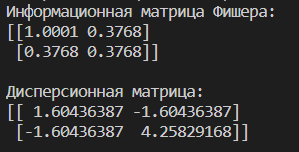 Информационная матрица Фишера:
[[1.0001 0.3768]
[0.3768 0.3768]]
Дисперсионная матрица:
[[ 1.60436387 -1.60436387]
[-1.60436387 4.25829168]]